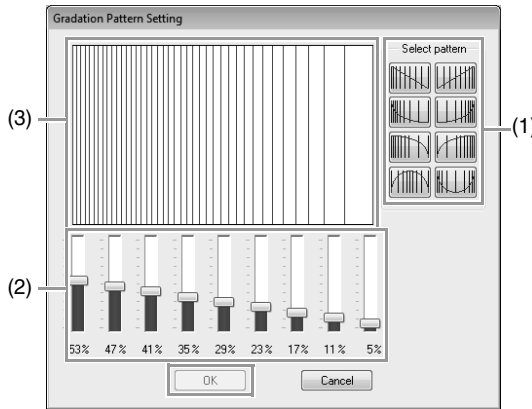 Gradation Pattern Setting
Select pattern
(3)
(1)
(2)
53% 47% 41% 35% 29% 23% 17% 11% 5%
OK Cancel